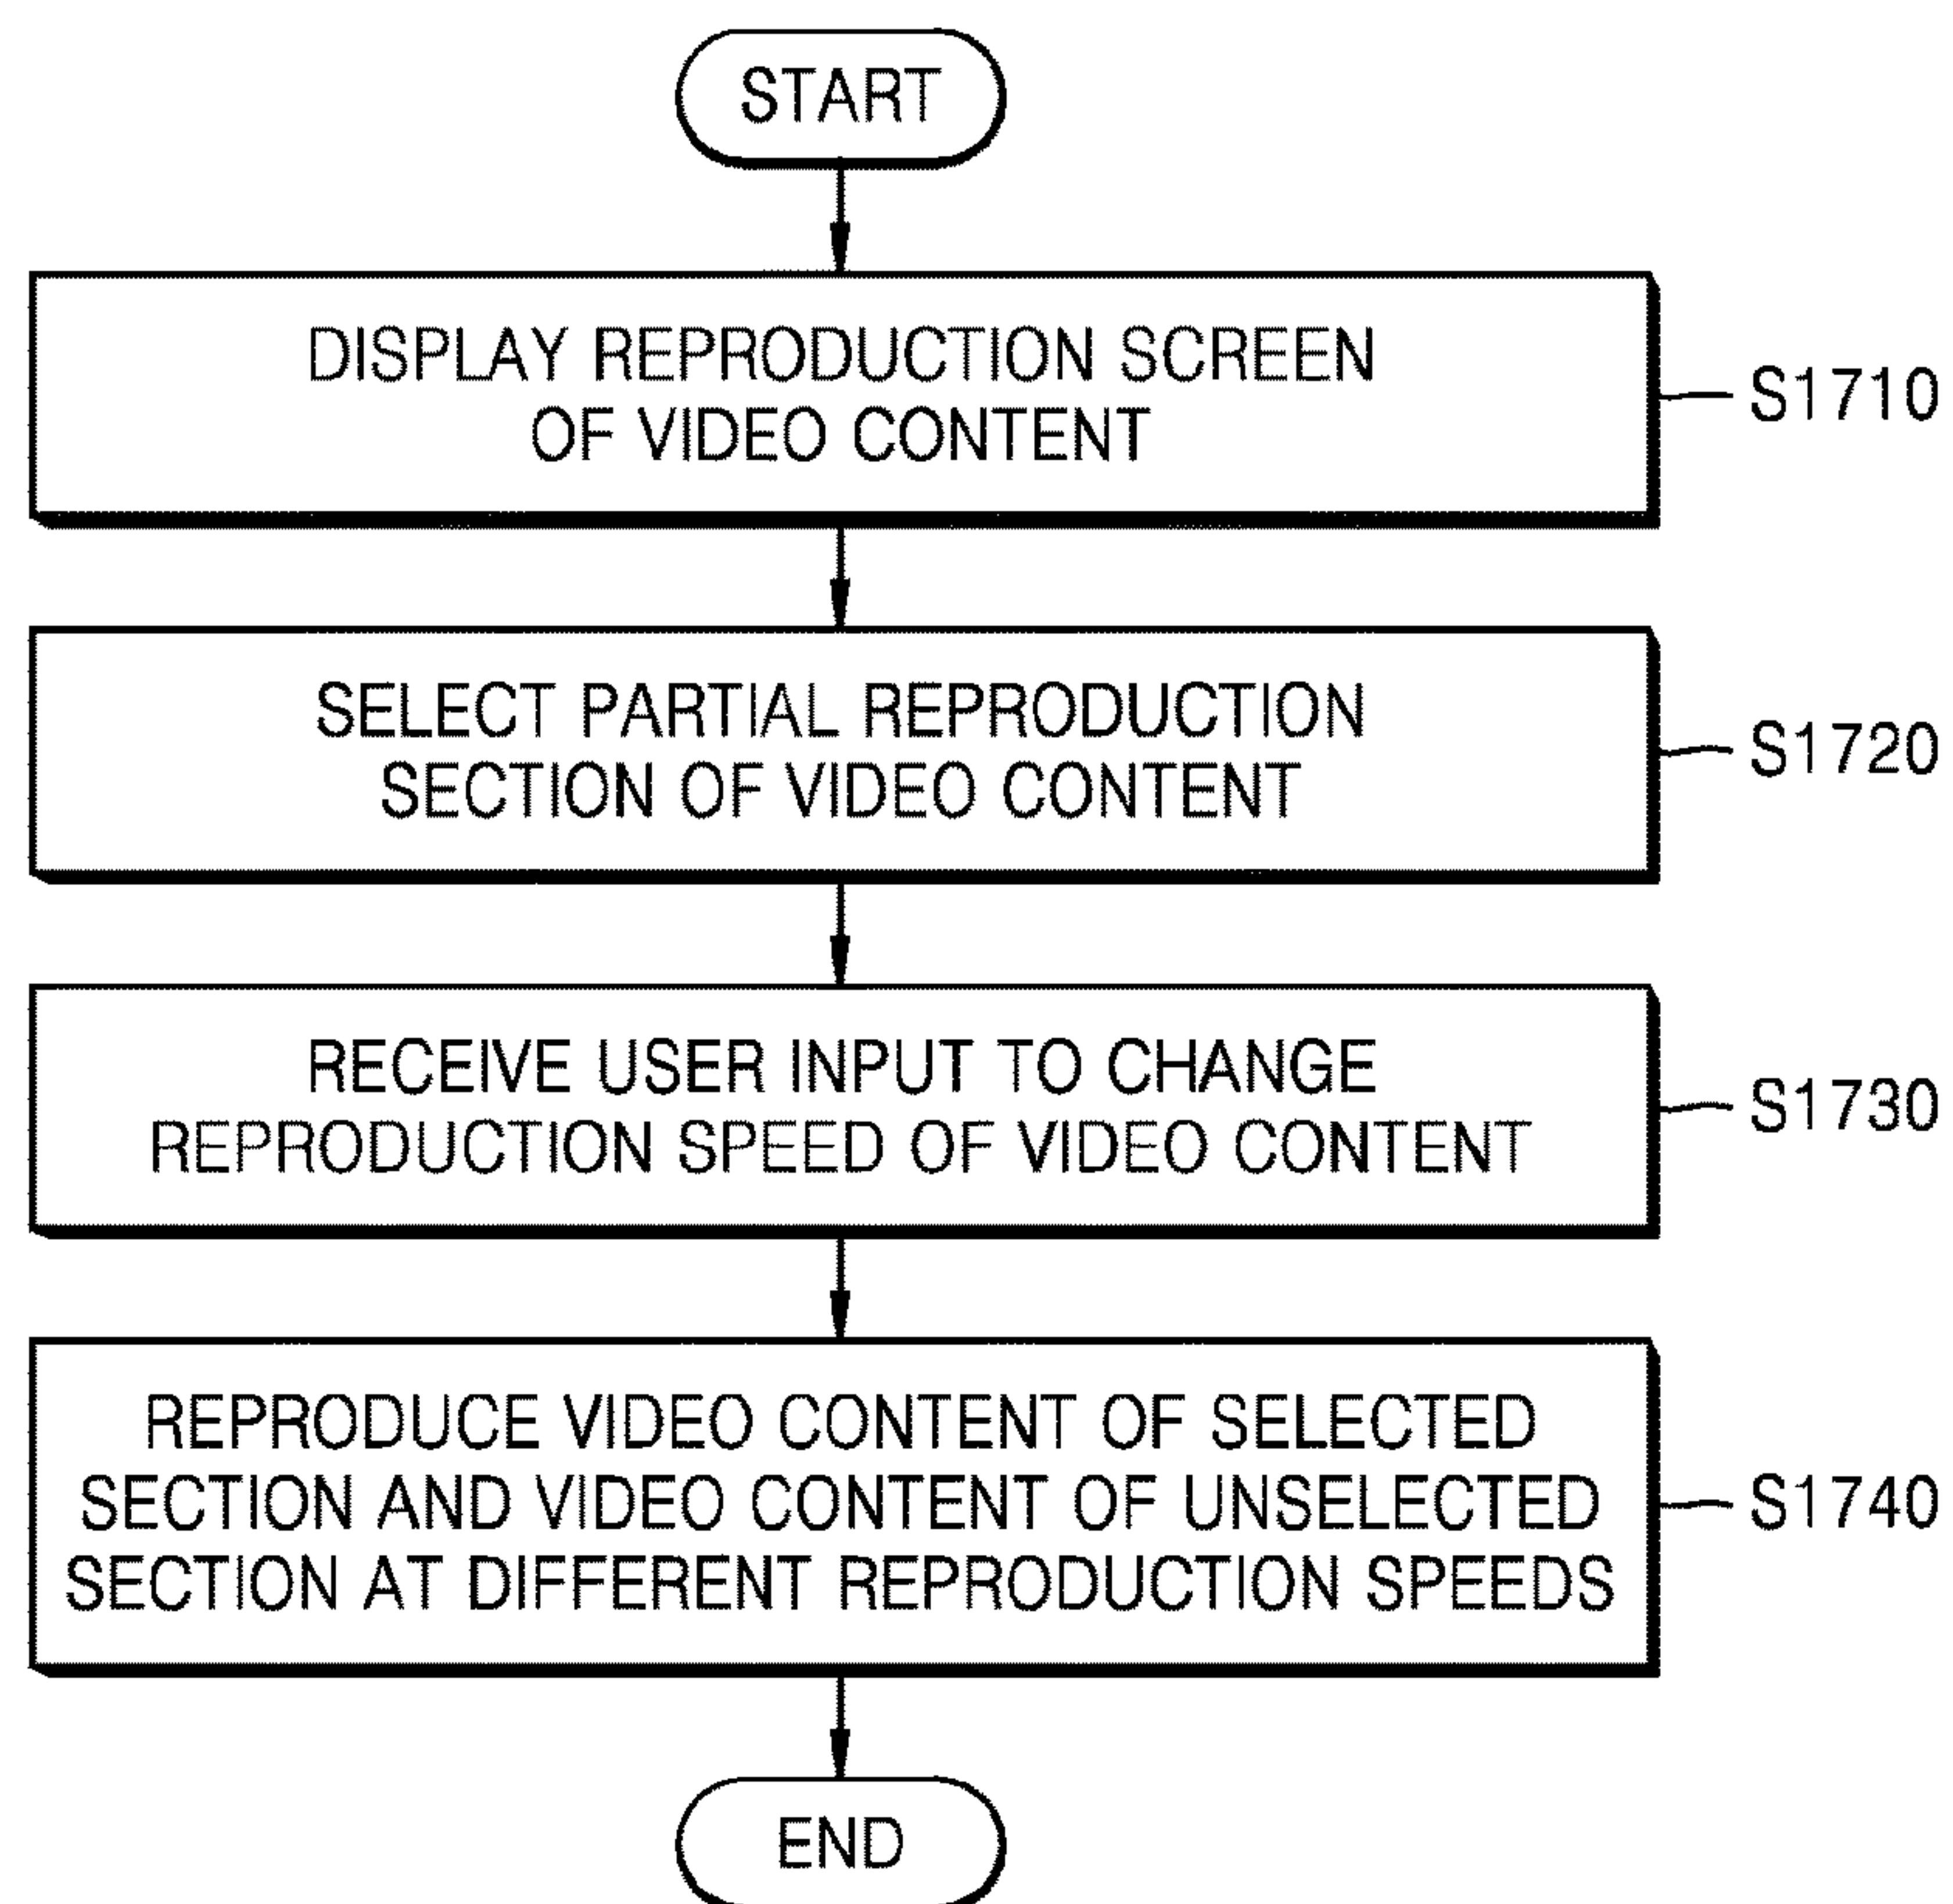 START
DISPLAY REPRODUCTION SCREEN
OF VIDEO CONTENT
S1710
SELECT PARTIAL REPRODUCTION
SECTION OF VIDEO CONTENT
S1720
RECEIVE USER INPUT TO CHANGE
REPRODUCTION SPEED OF VIDEO CONTENT
S1730
REPRODUCE VIDEO CONTENT OF SELECTED
SECTION AND VIDEO CONTENT OF UNSELECTED
SECTION AT DIFFERENT REPRODUCTION SPEEDS
S1740
END